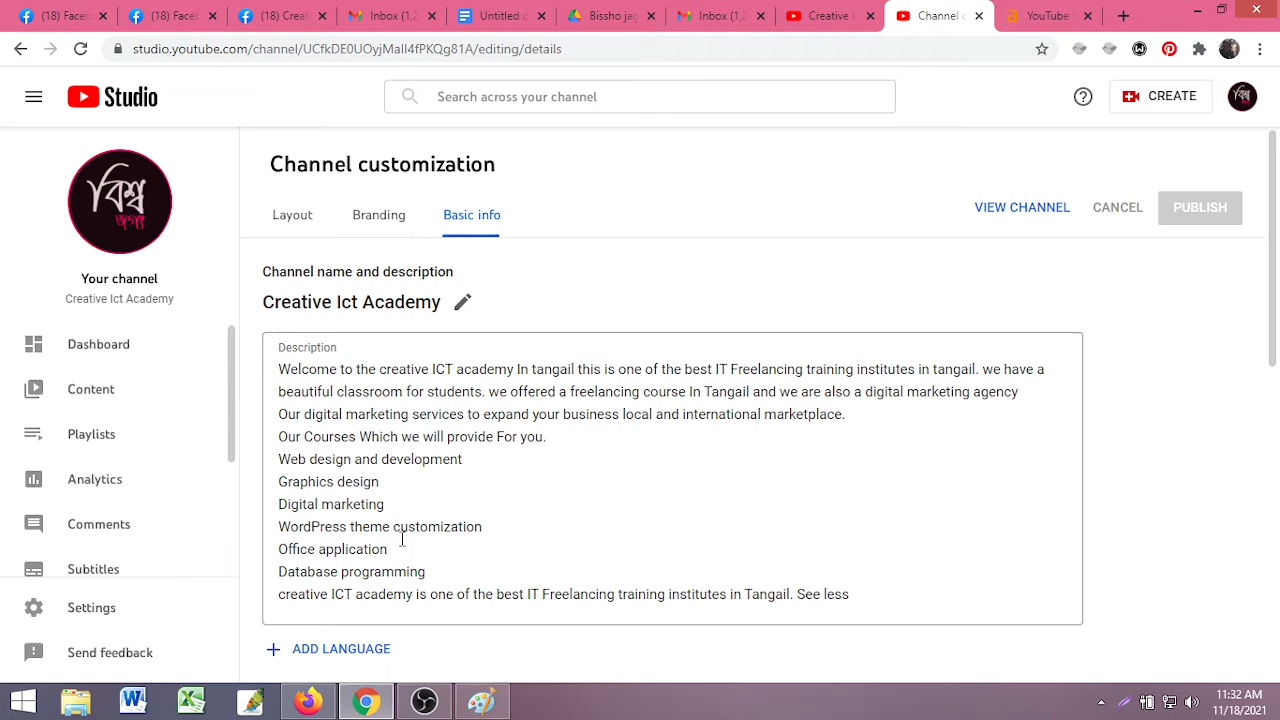 (18) Faceb
(18) Faceb
(18) Creat
Inbox (1,2
Untitled d
Bissho jag
Inbox (1,2
Creative I
Channel c
YouTube
studio.youtube.com/channel/UCfkDE0UOyjMaIl4fPKQg81A/editing/details
Studio
Search across your channel
CREATE
বিশ্ব
জগৎ
Your channel
Creative Ict Academy
Dashboard
Content
Playlists
Analytics
Comments
Subtitles
Settings
Send feedback
Channel customization
Layout
Branding
Basic info
VIEW CHANNEL
CANCEL
PUBLISH
Channel name and description
Creative Ict Academy
Description
Welcome to the creative ICT academy In tangail this is one of the best IT Freelancing training institutes in tangail. we have a
beautiful classroom for students. we offered a freelancing course In Tangail and we are also a digital marketing agency
Our digital marketing services to expand your business local and international marketplace.
Our Courses Which we will provide For you.
Web design and development
Graphics design
Digital marketing
WordPress theme customization
Office application
Database programming
creative ICT academy is one of the best IT Freelancing training institutes in Tangail. See less
+ ADD LANGUAGE
11:32 AM
11/18/2021